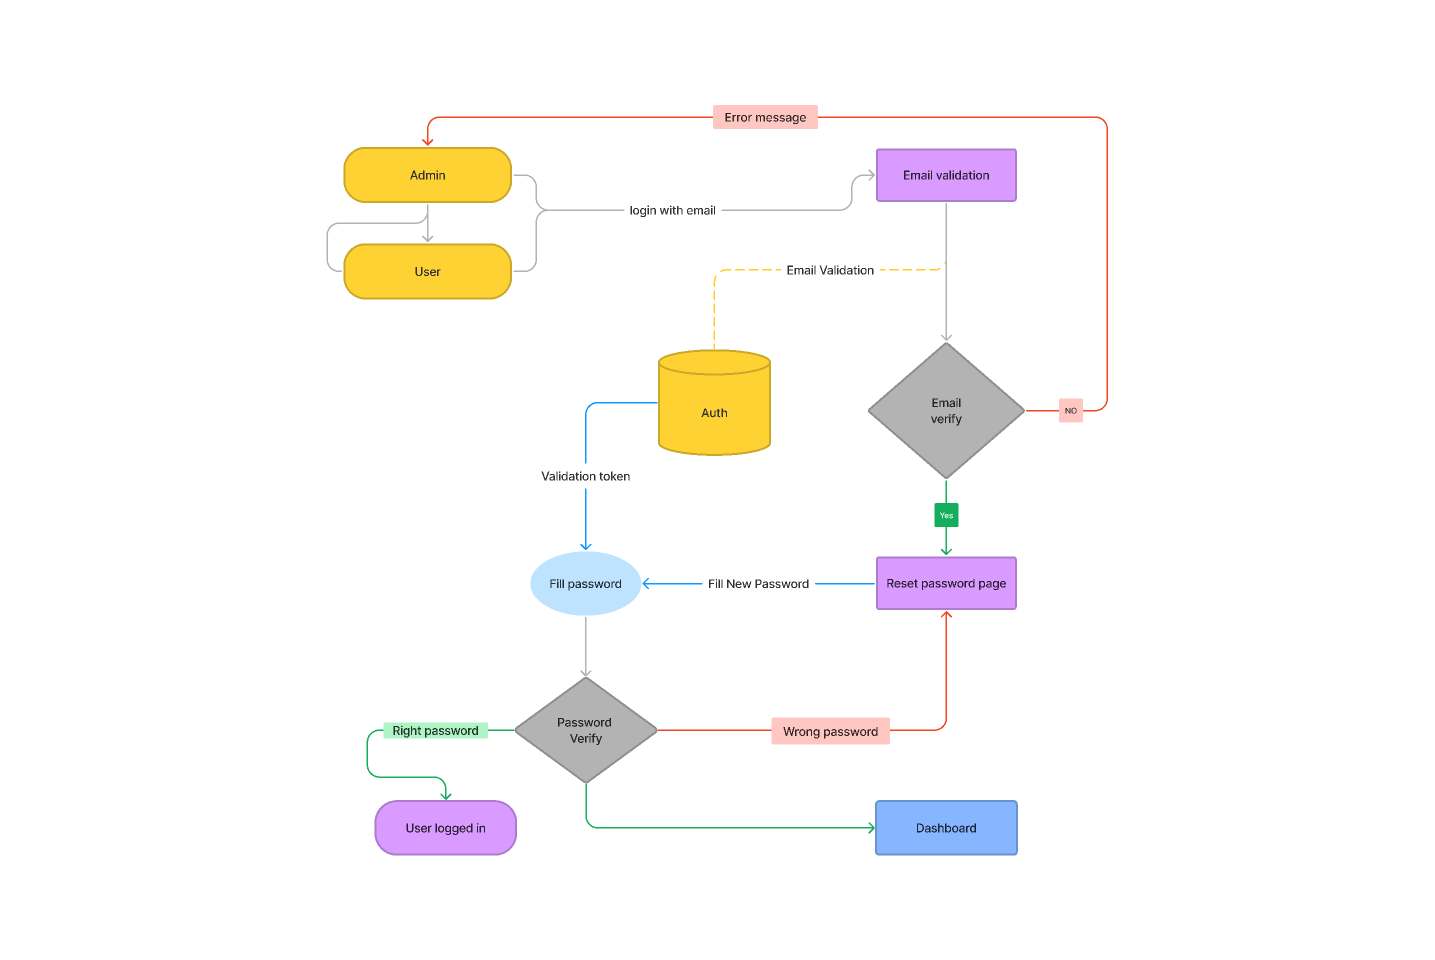 Error message
Admin
Email validation
login with email
User
Email Validation
Auth
Email
verify
NO
Validation token
Yes
Fill password
Fill New Password
Reset password page
Password
Verify
Right password
Wrong password
User logged in
Dashboard